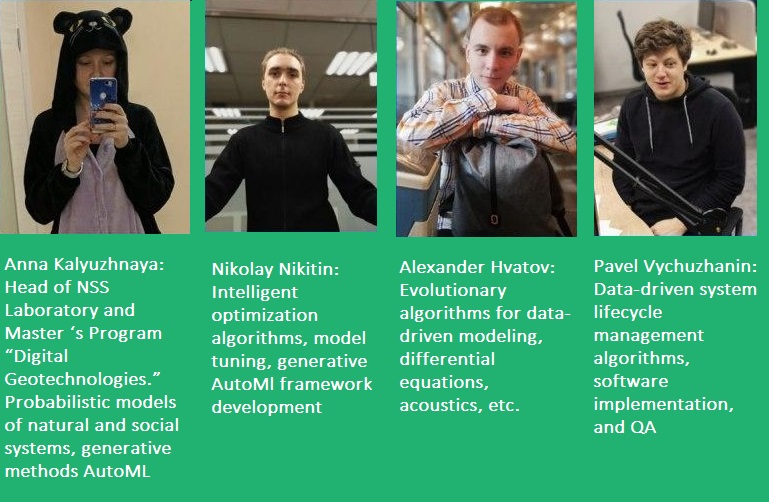 Anna Kalyuzhnaya:
Head of NSS
Laboratory and
Master ‘s Program
“Digital
Geotechnologies.”
Probabilistic models
of natural and social
systems, generative
methods AutoML
Nikolay Nikitin:
Intelligent
optimization
algorithms, model
tuning, generative
AutoMl framework
development
Alexander Hvatov:
Evolutionary
algorithms for data-
driven modeling,
differential
equations,
acoustics, etc.
Pavel Vychuzhanin:
Data-driven system
lifecycle
management
algorithms,
software
implementation,
and QA